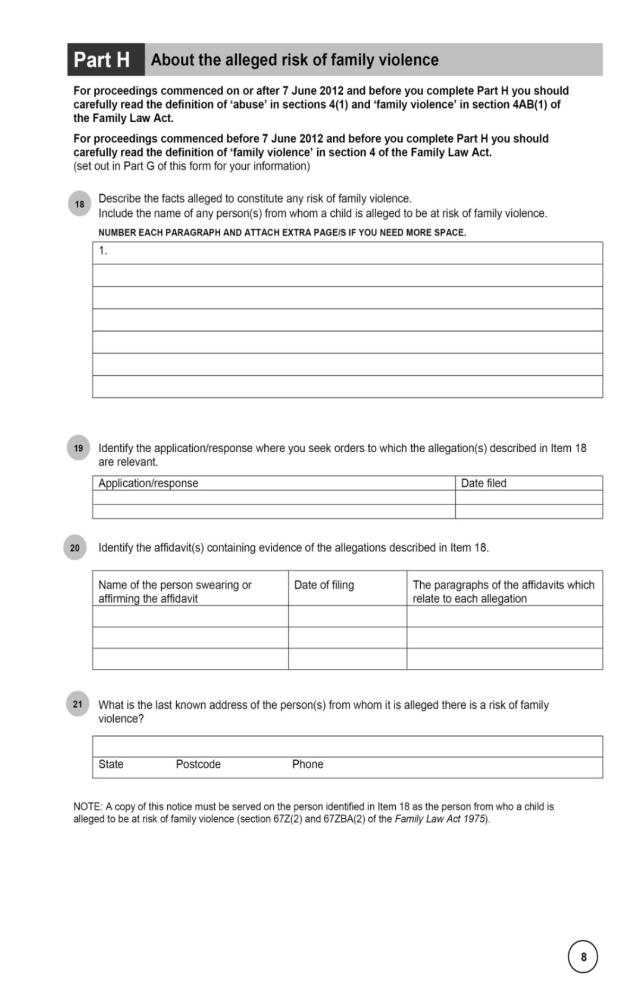 Part H About the alleged risk of family violence
For proceedings commenced on or after 7 June 2012 and before you complete Part H you should
carefully read the definition of ‘abuse’ in sections 4(1) and ‘family violence’ in section 4AB(1) of
the Family Law Act.
For proceedings commenced before 7 June 2012 and before you complete Part H you should
carefully read the definition of ‘family violence’ in section 4 of the Family Law Act.
(set out in Part G of this form for your information)
18 Describe the facts alleged to constitute any risk of family violence.
Include the name of any person(s) from whom a child is alleged to be at risk of family violence.
NUMBER EACH PARAGRAPH AND ATTACH EXTRA PAGE/S IF YOU NEED MORE SPACE.
1.
19 Identify the application/response where you seek orders to which the allegation(s) described in Item 18
are relevant.
Application/response Date filed
20 Identify the affidavit(s) containing evidence of the allegations described in Item 18.
Name of the person swearing or Date of filing The paragraphs of the affidavits which
affirming the affidavit relate to each allegation
21 What is the last known address of the person(s) from whom it is alleged there is a risk of family
violence?
State Postcode Phone
NOTE: A copy of this notice must be served on the person identified in Item 18 as the person from who a child is
alleged to be at risk of family violence (section 67Z(2) and 67ZBA(2) of the Family Law Act 1975).
8